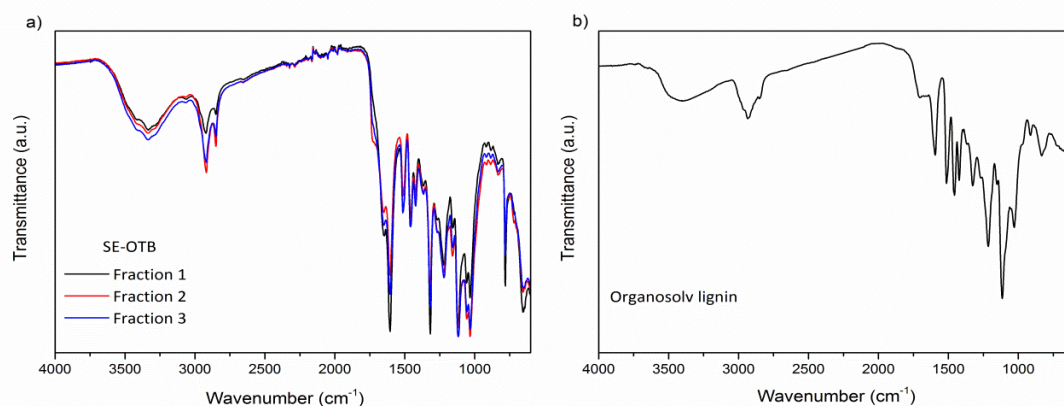 a)
Transmittance (a.u.)
SE-OTB
Fraction 1
Fraction 2
Fraction 3
4000 3500 3000 2500 2000 1500 1000
Wavenumber (cm⁻¹)
b)
Transmittance (a.u.)
Organosolv lignin
4000 3500 3000 2500 2000 1500 1000
Wavenumber (cm⁻¹)